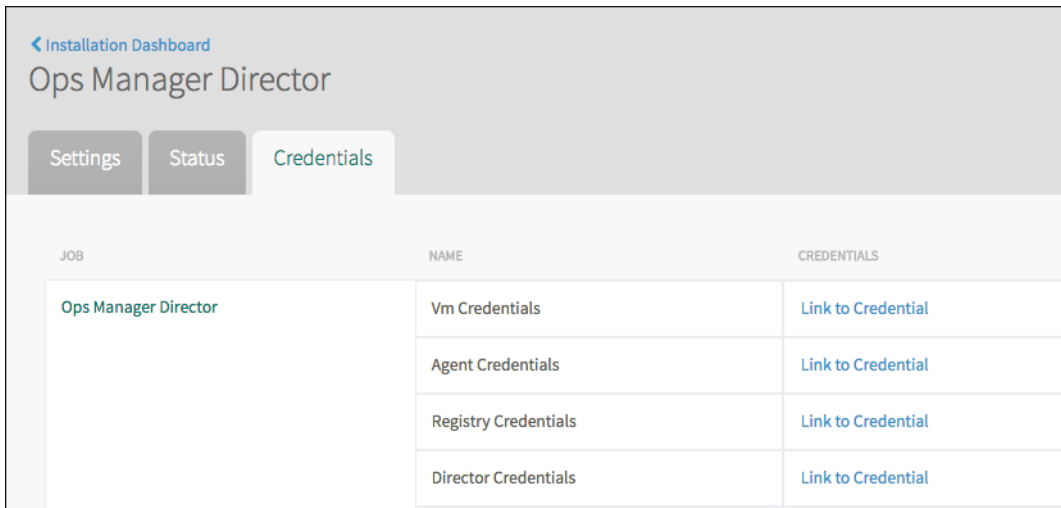 Installation Dashboard
Ops Manager Director
Settings Status Credentials
JOB NAME CREDENTIALS
Ops Manager Director Vm Credentials Link to Credential
Agent Credentials Link to Credential
Registry Credentials Link to Credential
Director Credentials Link to Credential